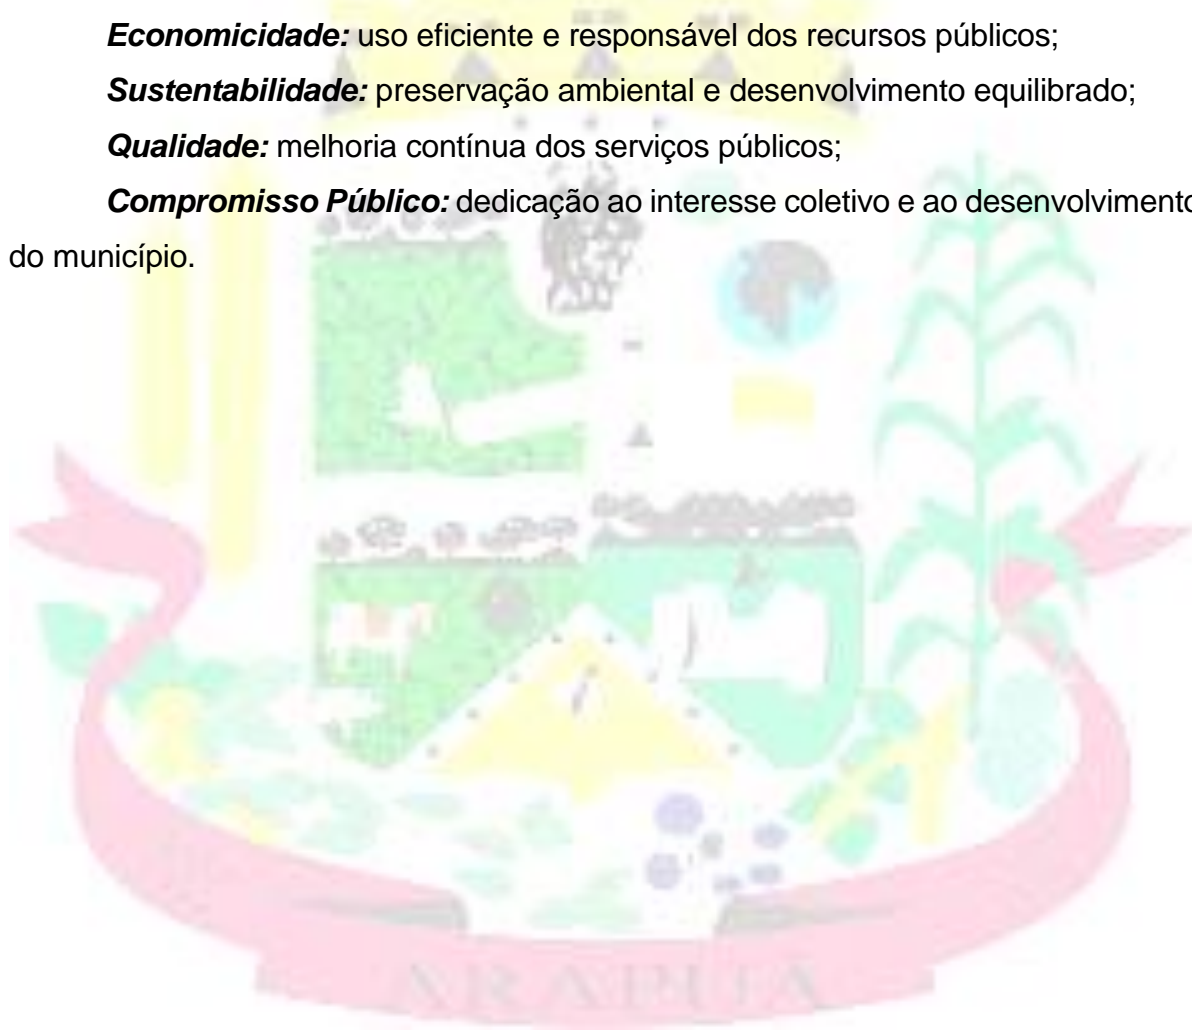 Economicidade: uso eficiente e responsável dos recursos públicos;
Sustentabilidade: preservação ambiental e desenvolvimento equilibrado;
Qualidade: melhoria contínua dos serviços públicos;
Compromisso Público: dedicação ao interesse coletivo e ao desenvolvimento
do município.
ARAPUÁ